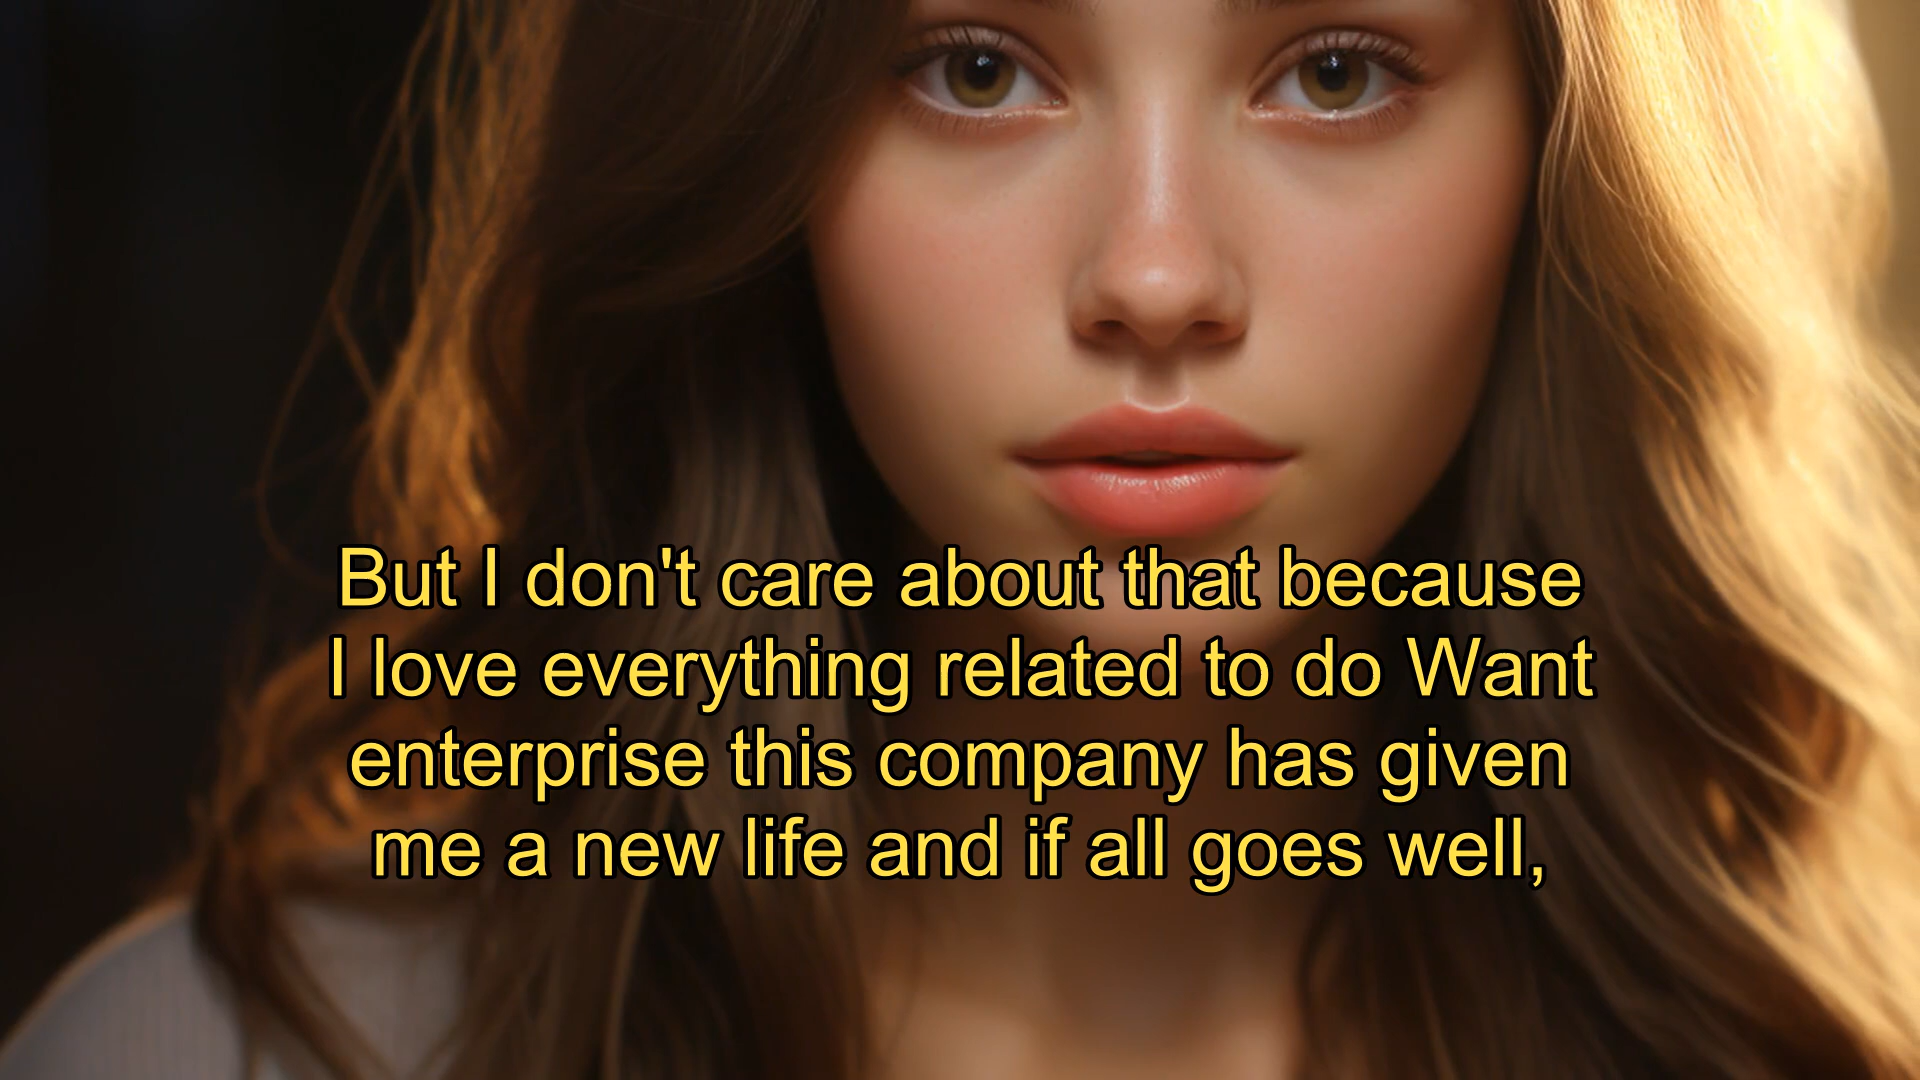 But I don't care about that because
I love everything related to do Want
enterprise this company has given
me a new life and if all goes well,